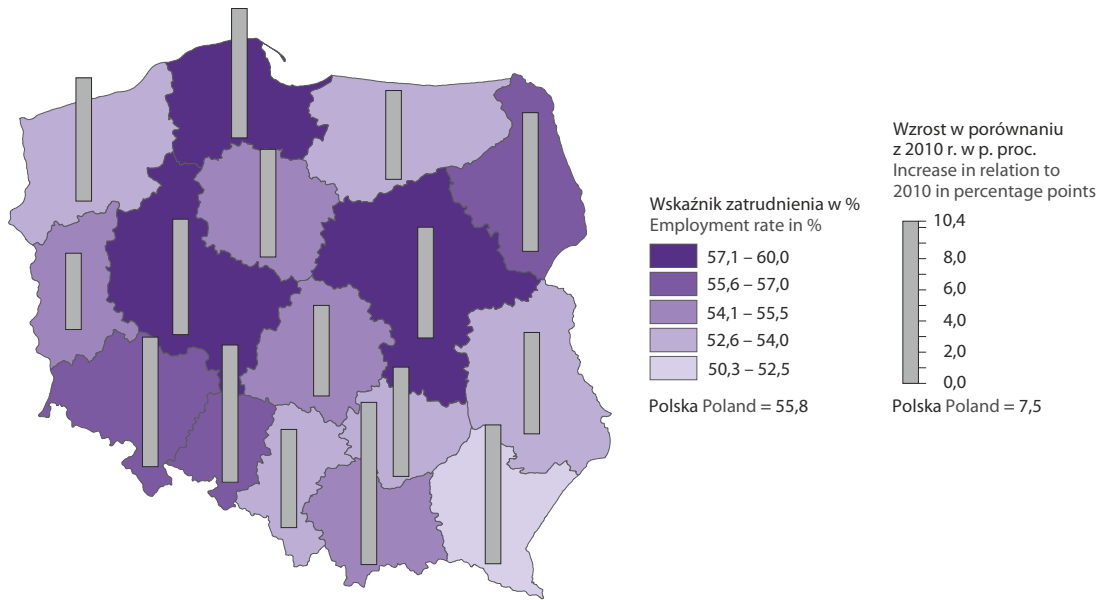 Wskaźnik zatrudnienia w %
Employment rate in %
57,1 – 60,0
55,6 – 57,0
54,1 – 55,5
52,6 – 54,0
50,3 – 52,5
Polska Poland = 55,8
Wzrost w porównaniu
z 2010 r. w p. proc.
Increase in relation to
2010 in percentage points
10,4
8,0
6,0
4,0
2,0
0,0
Polska Poland = 7,5